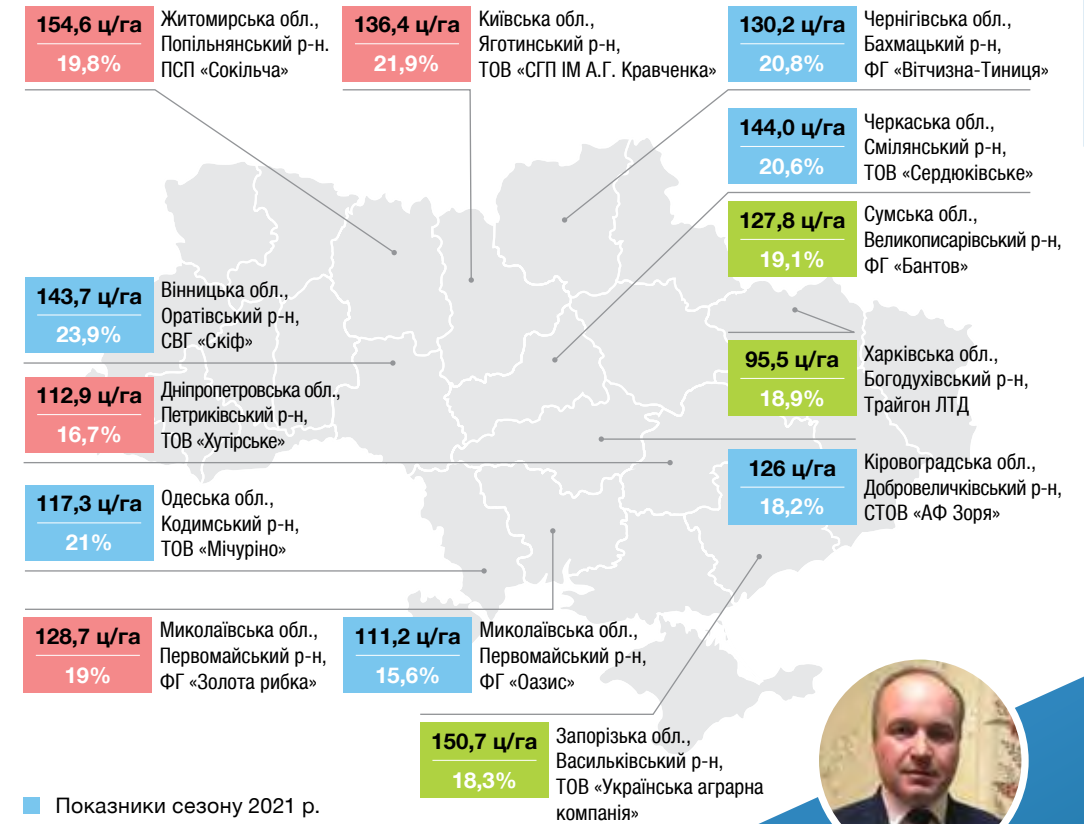 154,6 ц/га
19,8%
Житомирська обл.,
Попільнянський р-н.
ПСП «Сокільча»
136,4 ц/га
21,9%
Київська обл.,
Яготинський р-н,
ТОВ «СГП ІМ А.Г. Кравченка»
130,2 ц/га
20,8%
Чернігівська обл.,
Бахмацький р-н,
ФГ «Вітчизна-Тиниця»
144,0 ц/га
20,6%
Черкаська обл.,
Смілянський р-н,
ТОВ «Сердюківське»
127,8 ц/га
19,1%
Сумська обл.,
Великописарівський р-н,
ФГ «Бантов»
143,7 ц/га
23,9%
Вінницька обл.,
Оратівський р-н,
СВГ «Скіф»
95,5 ц/га
18,9%
Харківська обл.,
Богодухівський р-н,
Трайгон ЛТД
112,9 ц/га
16,7%
Дніпропетровська обл.,
Петриківський р-н,
ТОВ «Хутірське»
126 ц/га
18,2%
Кіровоградська обл.,
Добровеличківський р-н,
СТОВ «АФ Зоря»
117,3 ц/га
21%
Одеська обл.,
Кодимський р-н,
ТОВ «Мічуріно»
128,7 ц/га
19%
Миколаївська обл.,
Первомайський р-н,
ФГ «Золота рибка»
111,2 ц/га
15,6%
Миколаївська обл.,
Первомайський р-н,
ФГ «Оазис»
150,7 ц/га
18,3%
Запорізька обл.,
Васильківський р-н,
ТОВ «Українська аграрна
компанія»
Показники сезону 2021 р.